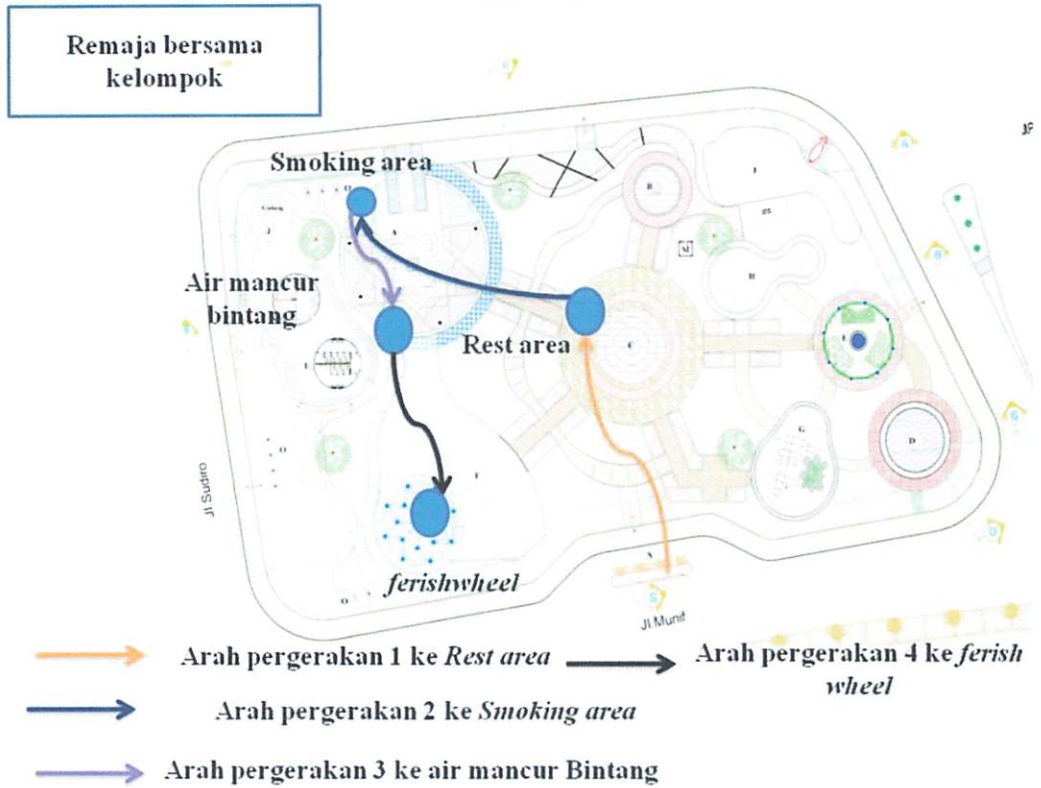 Remaja bersama
kelompok
Smoking area
Air mancur
bintang
Rest area
ferishwheel
Jl Supro
Jl Munif
A
B
C
D
G
H
I
J
L
M
N
O
Arah pergerakan 1 ke Rest area
Arah pergerakan 4 ke ferish
wheel
Arah pergerakan 2 ke Smoking area
Arah pergerakan 3 ke air mancur Bintang